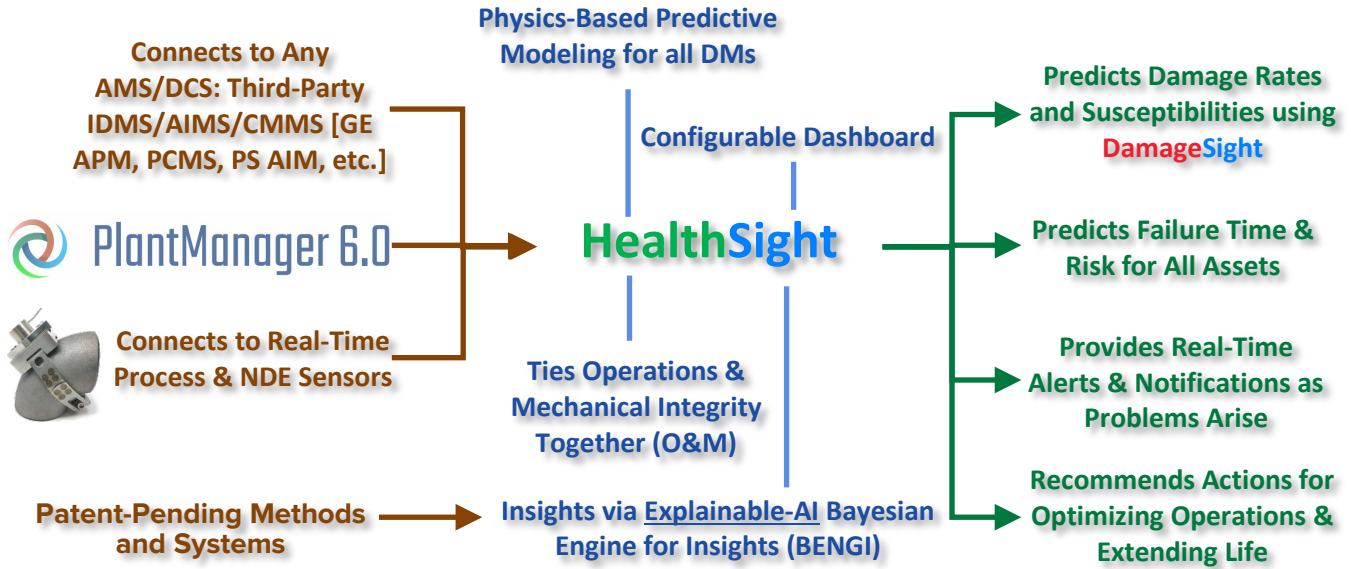 Connects to Any
AMS/DCS: Third-Party
IDMS/AIMS/CMMS [GE
APM, PCMS, PS AIM, etc.]
PlantManager 6.0
Connects to Real-Time
Process & NDE Sensors
Patent-Pending Methods
and Systems
Physics-Based Predictive
Modeling for all DMs
Configurable Dashboard
HealthSight
Ties Operations &
Mechanical Integrity
Together (O&M)
Insights via Explainable-AI Bayesian
Engine for Insights (BENGI)
Predicts Damage Rates
and Susceptibilities using
DamageSight
Predicts Failure Time &
Risk for All Assets
Provides Real-Time
Alerts & Notifications as
Problems Arise
Recommends Actions for
Optimizing Operations &
Extending Life